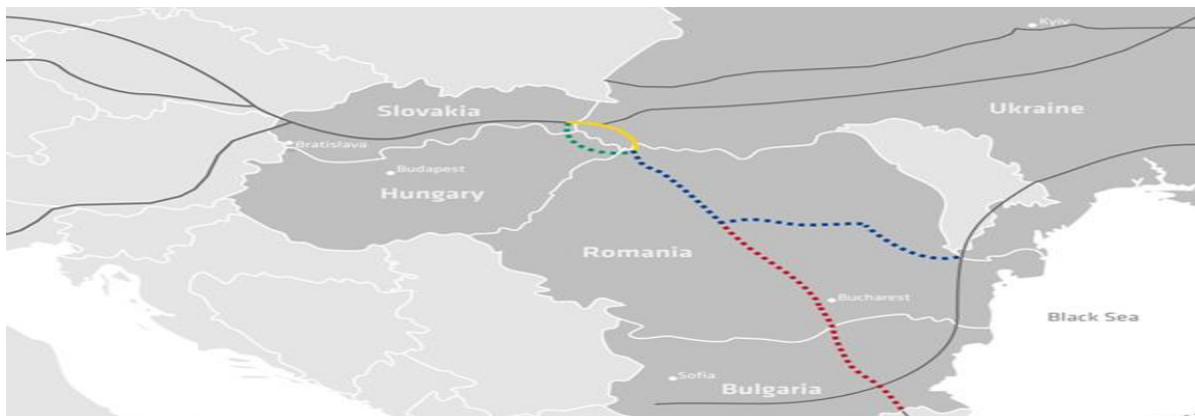 Kyiv
Slovakia
Ukraine
Bratislava
Budapest
Hungary
Romania
Bucharest
Black Sea
Sofia
Bulgaria